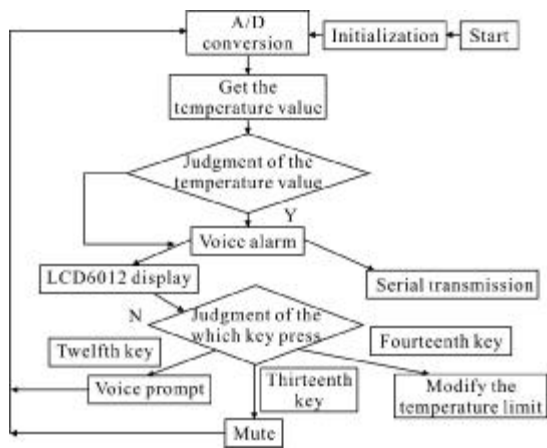 A/D
conversion
Initialization
Start
Get the
temperature value
Judgment of the
temperature value
Y
Voice alarm
LCD6012 display
Serial transmission
N
Judgment of the
which key press
Twelfth key
Fourteenth key
Voice prompt
Thirteenth
key
Modify the
temperature limit
Mute